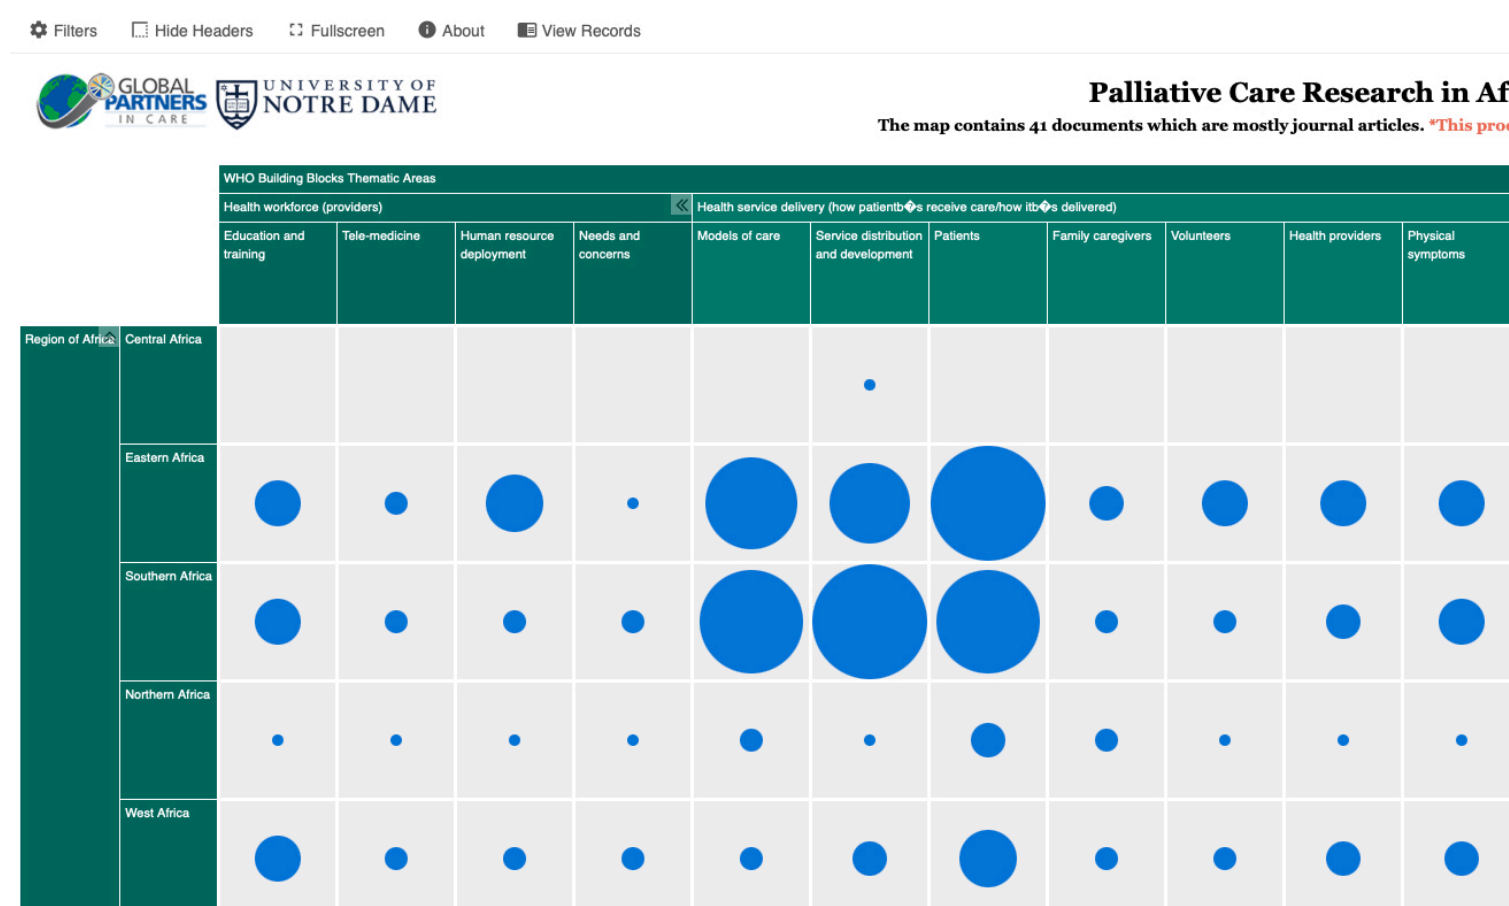 Filters
Hide Headers
Fullscreen
About
View Records
GLOBAL
PARTNERS
IN CARE
UNIVERSITY OF
NOTRE DAME
Palliative Care Research in Af
The map contains 41 documents which are mostly journal articles. *This proc
WHO Building Blocks Thematic Areas
Health workforce (providers)
Health service delivery (how patientb�s receive care/how itb�s delivered)
Education and
training
Tele-medicine
Human resource
deployment
Needs and
concerns
Models of care
Service distribution
and development
Patients
Family caregivers
Volunteers
Health providers
Physical
symptoms
Region of Africa
Central Africa
Eastern Africa
Southern Africa
Northern Africa
West Africa